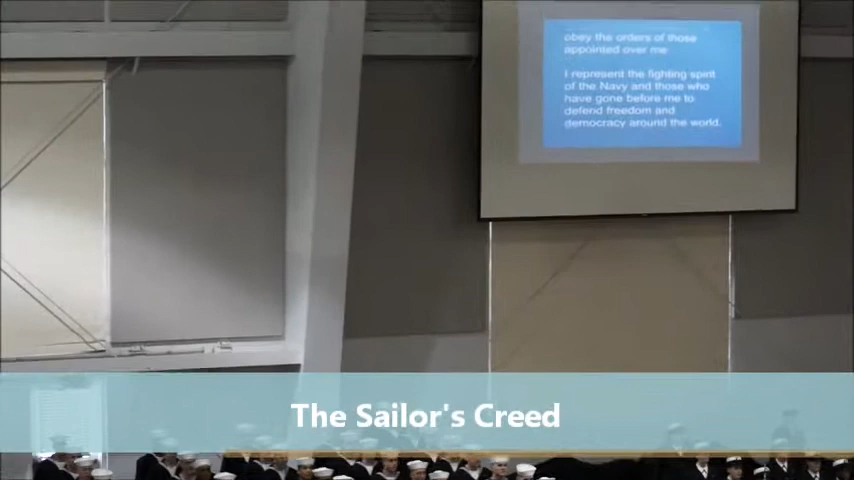 obey the orders of those
appointed over me
I represent the fighting spirit
of the Navy and those who
have gone before me to
defend freedom and
democracy around the world.
The Sailor's Creed